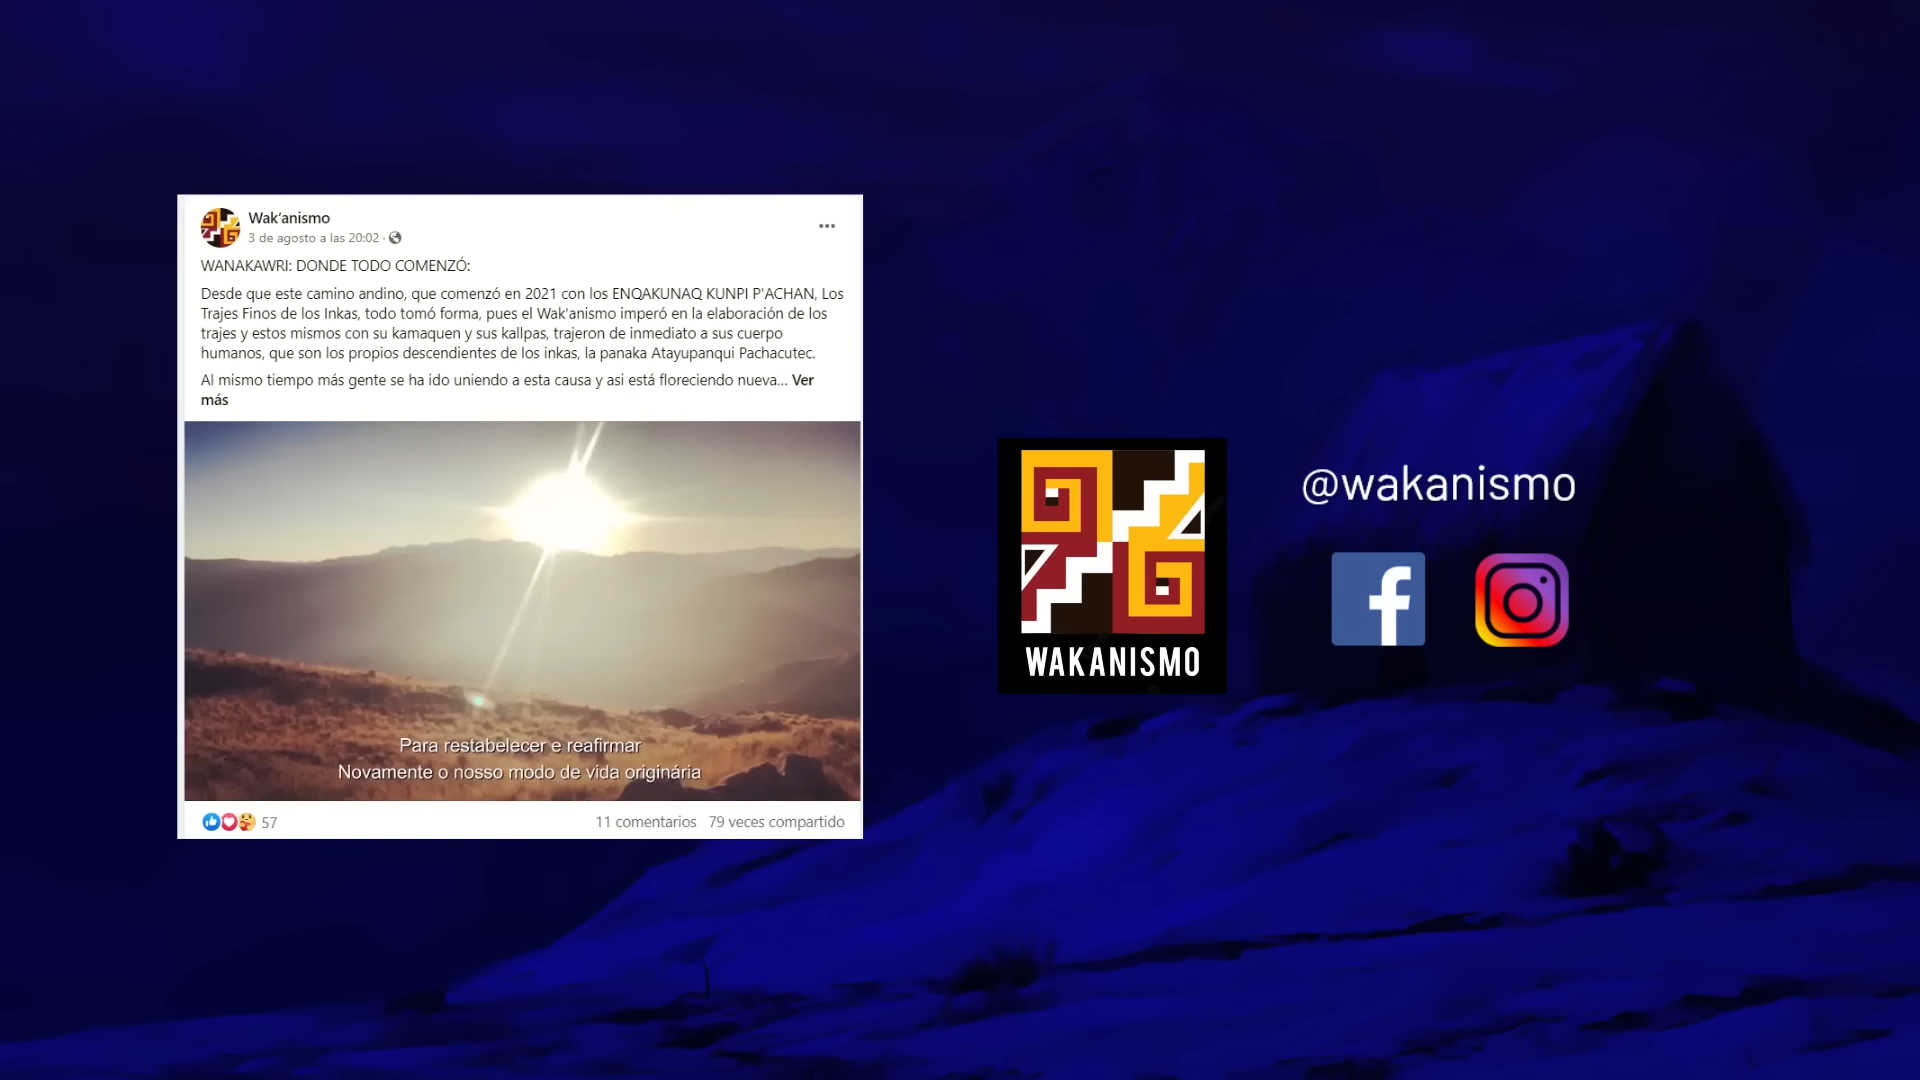 Wak'anismo
3 de agosto a las 20:02 ·
WANAKAWRI: DONDE TODO COMENZÓ:
Desde que este camino andino, que comenzó en 2021 con los ENQAKUNAQ KUNPI P'ACHAN, Los
Trajes Finos de los Inkas, todo tomó forma, pues el Wak'anismo imperó en la elaboración de los
trajes y estos mismos con su kamaquen y sus kallpas, trajeron de inmediato a sus cuerpo
humanos, que son los propios descendientes de los inkas, la panaka Atayupanqui Pachacutec.
Al mismo tiempo más gente se ha ido uniendo a esta causa y asi está floreciendo nueva... Ver
más
Para restabelecer e reafirmar
Novamente o nosso modo de vida originária
57
11 comentarios 79 veces compartido
WAKANISMO
@wakanismo